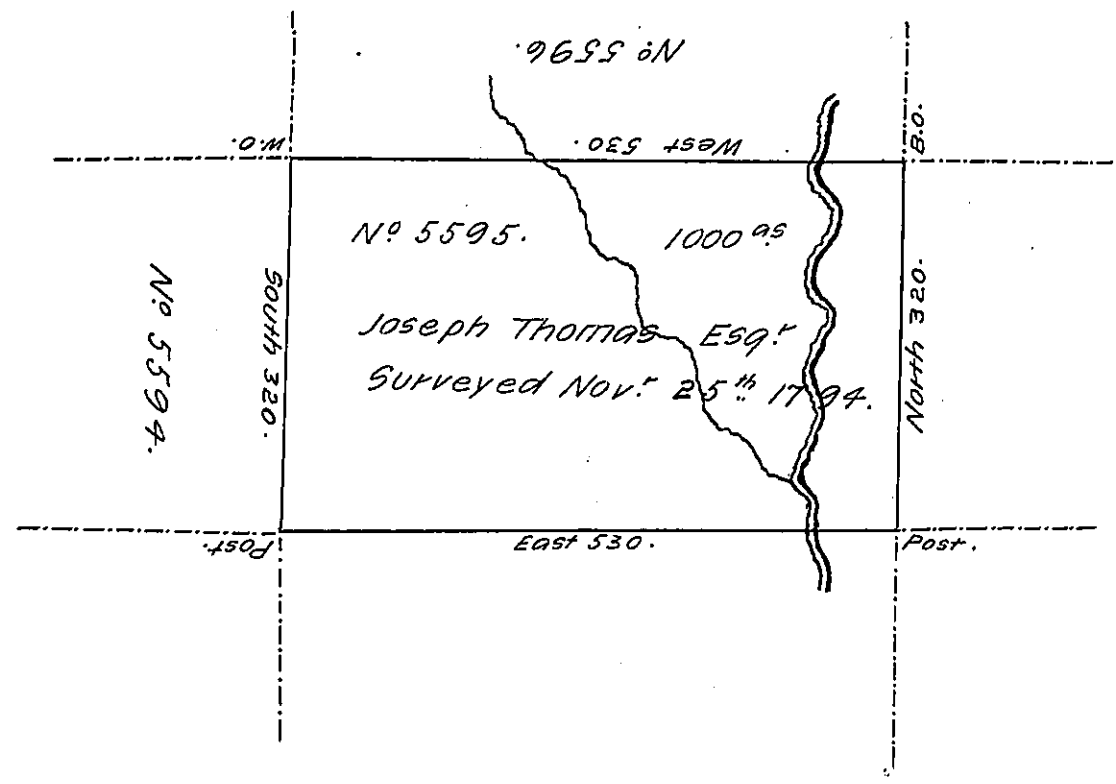 Nº 5596.
W.O.
West 530.
B.O.
Nº 5595. 1000 as
Nº 5594.
South 320.
North 320.
Joseph Thomas Esqr.
Surveyed Novr. 25th 1794.
Post.
East 530.
Post.